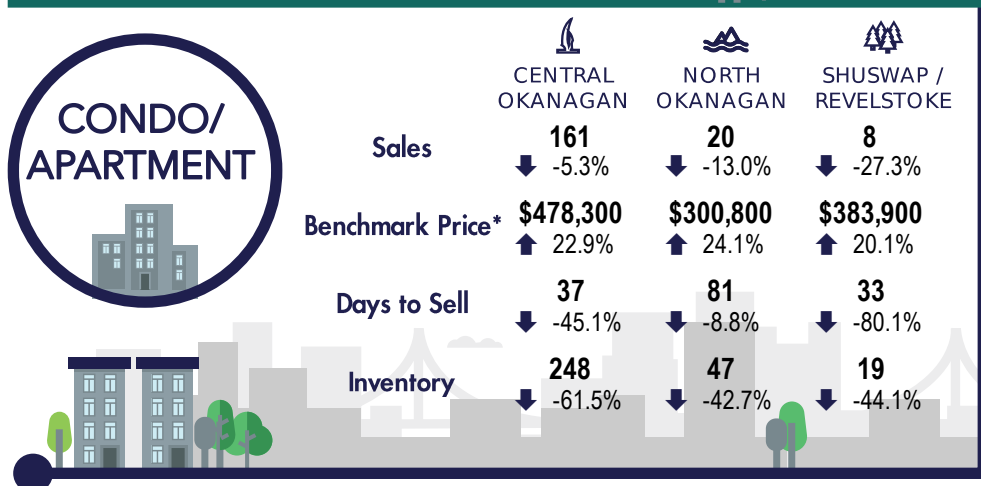 CONDO/
APARTMENT
CENTRAL
OKANAGAN
NORTH
OKANAGAN
SHUSWAP /
REVELSTOKE
Sales
161
20
8
-5.3%
-13.0%
-27.3%
Benchmark Price*
$478,300
$300,800
$383,900
22.9%
24.1%
20.1%
Days to Sell
37
81
33
-45.1%
-8.8%
-80.1%
Inventory
248
47
19
-61.5%
-42.7%
-44.1%